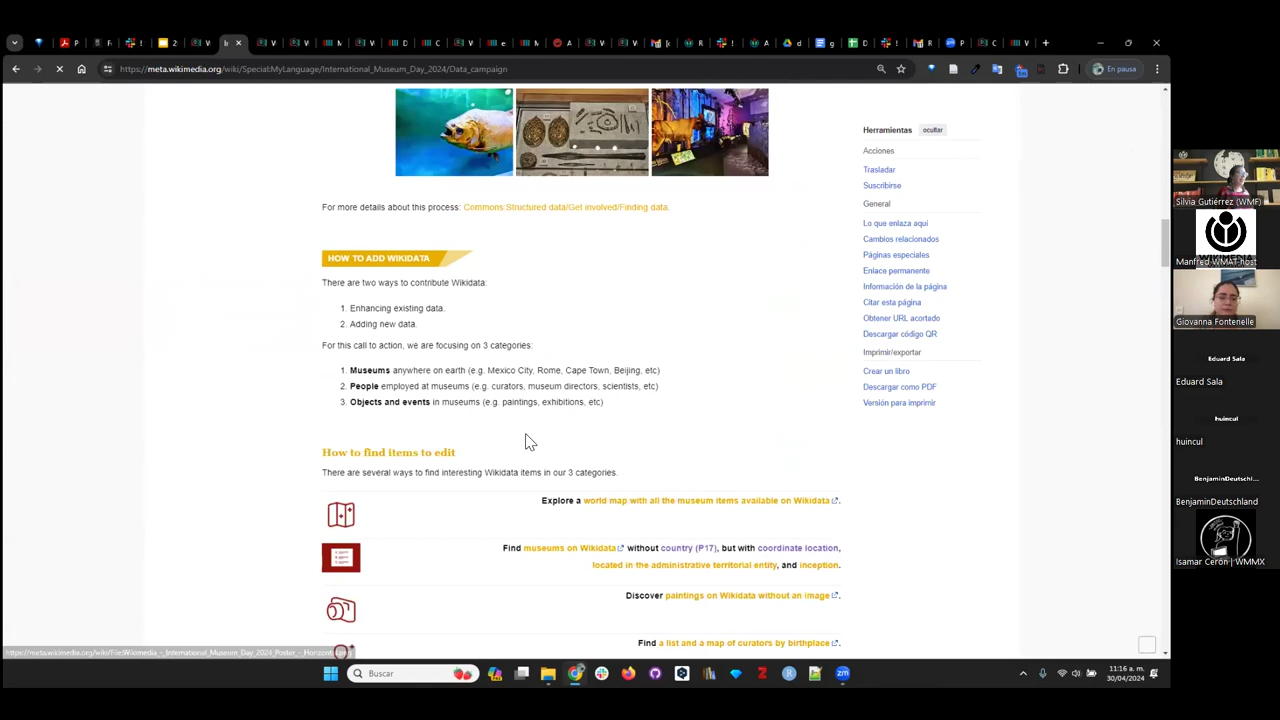 https://meta.wikimedia.org/wiki/Special:MyLanguage/International_Museum_Day_2024/Data_campaign
En pausa
For more details about this process: Commons:Structured data/Get involved/Finding data.
HOW TO ADD WIKIDATA
There are two ways to contribute Wikidata:
1. Enhancing existing data.
2. Adding new data.
For this call to action, we are focusing on 3 categories:
1. Museums anywhere on earth (e.g. Mexico City, Rome, Cape Town, Beijing, etc)
2. People employed at museums (e.g. curators, museum directors, scientists, etc)
3. Objects and events in museums (e.g. paintings, exhibitions, etc)
How to find items to edit
There are several ways to find interesting Wikidata items in our 3 categories.
Explore a world map with all the museum items available on Wikidata.
Find museums on Wikidata without country (P17), but with coordinate location,
located in the administrative territorial entity, and inception.
Discover paintings on Wikidata without an image.
Find a list and a map of curators by birthplace.
Herramientas ocultar
Acciones
Trasladar
Suscribirse
General
Lo que enlaza aquí
Cambios relacionados
Páginas especiales
Enlace permanente
Información de la página
Citar esta página
Obtener URL acortado
Descargar código QR
Imprimir/exportar
Crear un libro
Descargar como PDF
Versión para imprimir
Silvia Gutiérrez (WMF)
Manfred WMAT host
Giovanna Fontenelle
Eduard Sala
Eduard Sala
huincul
huincul
BenjaminDeutschl...
BenjaminDeutschland
Isamar Cerón | WMMX
Buscar
11:16 a. m.
30/04/2024